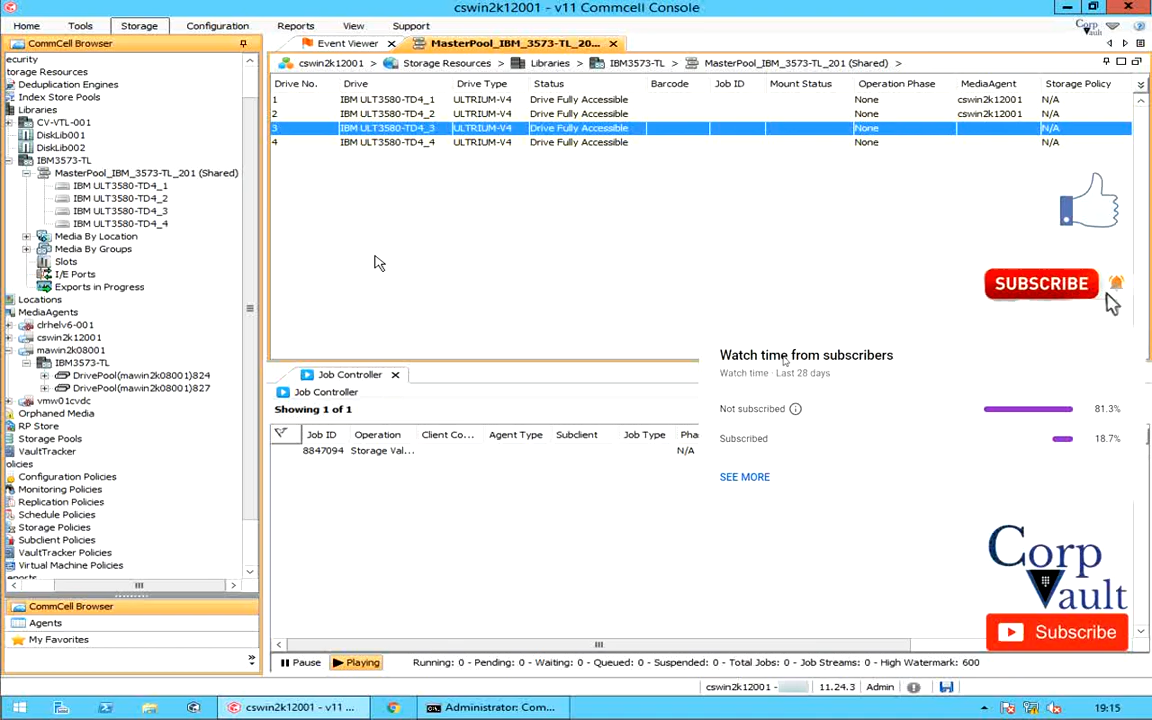 cswin2k12001 - v11 Commcell Console
Home Tools Storage Configuration Reports View Support
Corp Vault
CommCell Browser
Event Viewer MasterPool_IBM_3573-TL_20...
cswin2k12001 > Storage Resources > Libraries > IBM3573-TL > MasterPool_IBM_3573-TL_201 (Shared) >
ecurity
torage Resources
Deduplication Engines
Index Store Pools
Libraries
CV-VTL-001
DiskLib001
DiskLib002
IBM3573-TL
MasterPool_IBM_3573-TL_201 (Shared)
IBM ULT3580-TD4_1
IBM ULT3580-TD4_2
IBM ULT3580-TD4_3
IBM ULT3580-TD4_4
Media By Location
Media By Groups
Slots
I/E Ports
Exports in Progress
Locations
MediaAgents
drhelv6-001
cswin2k12001
mawin2k08001
IBM3573-TL
DrivePool(mawin2k08001)824
DrivePool(mawin2k08001)827
vmw01cvdc
Orphaned Media
RP Store
Storage Pools
VaultTracker
olicies
Configuration Policies
Monitoring Policies
Replication Policies
Schedule Policies
Storage Policies
Subclient Policies
VaultTracker Policies
Virtual Machine Policies
eports
CommCell Browser
Agents
My Favorites
Drive No. Drive Drive Type Status Barcode Job ID Mount Status Operation Phase MediaAgent Storage Policy
1 IBM ULT3580-TD4_1 ULTRIUM-V4 Drive Fully Accessible None cswin2k12001 N/A
2 IBM ULT3580-TD4_2 ULTRIUM-V4 Drive Fully Accessible None cswin2k12001 N/A
3 IBM ULT3580-TD4_3 ULTRIUM-V4 Drive Fully Accessible None N/A
4 IBM ULT3580-TD4_4 ULTRIUM-V4 Drive Fully Accessible None N/A
SUBSCRIBE
Watch time from subscribers
Watch time · Last 28 days
Not subscribed 81.3%
Subscribed 18.7%
SEE MORE
Job Controller
Job Controller
Showing 1 of 1
Job ID Operation Client Co... Agent Type Subclient Job Type Pha
8847094 Storage Val... N/A
Corp
Vault
Subscribe
Pause Playing Running: 0 - Pending: 0 - Waiting: 0 - Queued: 0 - Suspended: 0 - Total Jobs: 0 - Job Streams: 0 - High Watermark: 600
cswin2k12001 - 11.24.3 Admin
cswin2k12001 - v11 ... Administrator: Com... 19:15